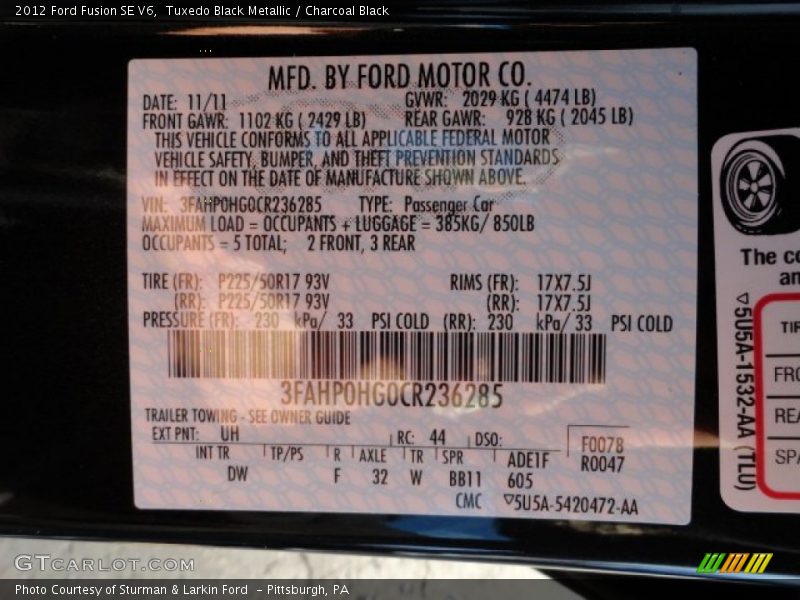 2012 Ford Fusion SE V6,  Tuxedo Black Metallic / Charcoal Black
MFD. BY FORD MOTOR CO.
DATE: 11/11 GVWR: 2029 KG ( 4474 LB)
FRONT GAWR: 1102 KG ( 2429 LB) REAR GAWR: 928 KG ( 2045 LB)
THIS VEHICLE CONFORMS TO ALL APPLICABLE FEDERAL MOTOR
VEHICLE SAFETY, BUMPER, AND THEFT PREVENTION STANDARDS
IN EFFECT ON THE DATE OF MANUFACTURE SHOWN ABOVE.
VIN: 3FAHP0HG0CR236285 TYPE: Passenger Car
MAXIMUM LOAD = OCCUPANTS + LUGGAGE = 385KG/ 850LB
OCCUPANTS = 5 TOTAL; 2 FRONT, 3 REAR
TIRE (FR): P225/50R17 93V RIMS (FR): 17X7.5J
(RR): P225/50R17 93V (RR): 17X7.5J
PRESSURE (FR): 230 kPa/ 33 PSI COLD (RR): 230 kPa/ 33 PSI COLD
3FAHP0HG0CR236285
TRAILER TOWING - SEE OWNER GUIDE
EXT PNT: UH RC: 44 DSO: F0078
INT TR TP/PS R AXLE TR SPR ADE1F R0047
DW F 32 W BB11 605
CMC ▽5U5A-5420472-AA
The co
an
TIR
FRO
REA
SPA
▽5U5A-1532-AA (TLU)
GTCARLOT.COM
Photo Courtesy of Sturman & Larkin Ford  - Pittsburgh, PA